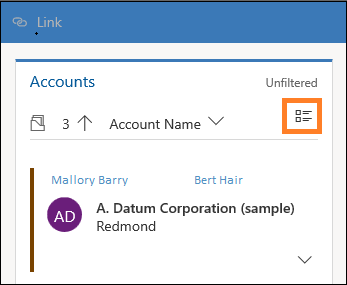 Link
Accounts
Unfiltered
3 Account Name
Mallory Barry Bert Hair
AD A. Datum Corporation (sample)
Redmond